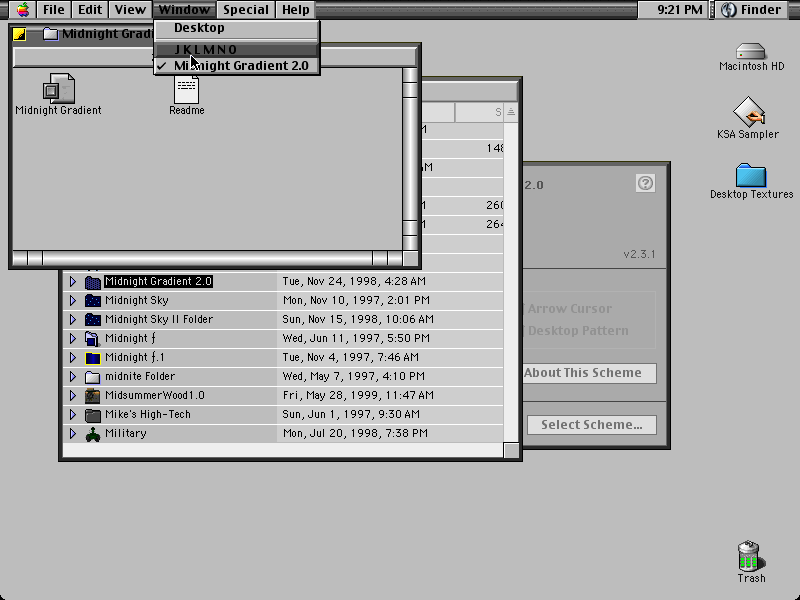 File Edit View Window Special Help 9:21 PM Finder
Desktop
J K L M N O
✓ Midnight Gradient 2.0
Midnight Gradi
Midnight Gradient
Readme
S
148
260
264
Midnight Gradient 2.0 Tue, Nov 24, 1998, 4:28 AM
Midnight Sky Mon, Nov 10, 1997, 2:01 PM
Midnight Sky II Folder Sun, Nov 15, 1998, 10:06 AM
Midnight ƒ Wed, Jun 11, 1997, 5:50 PM
Midnight ƒ.1 Tue, Nov 4, 1997, 7:46 AM
midnite Folder Wed, May 7, 1997, 4:10 PM
MidsummerWood1.0 Fri, May 28, 1999, 11:47 AM
Mike's High-Tech Sun, Jun 1, 1997, 9:30 AM
Military Mon, Jul 20, 1998, 7:38 PM
2.0
v2.3.1
Arrow Cursor
Desktop Pattern
About This Scheme
Select Scheme...
Macintosh HD
KSA Sampler
Desktop Textures
Trash